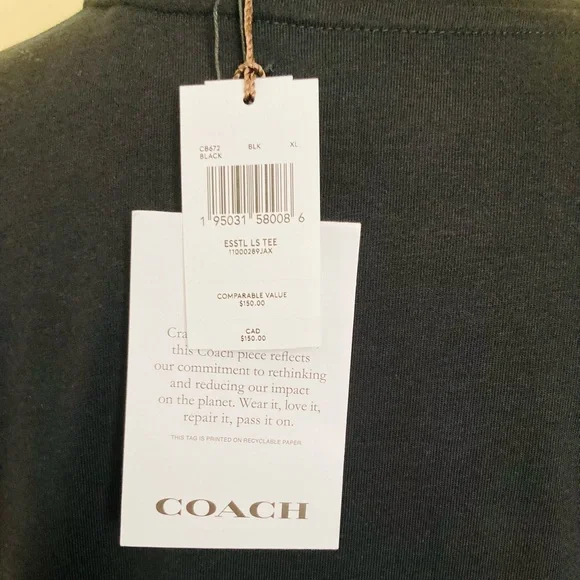 CB672 BLK XL
BLACK
1 95031 58008 6
ESSTL LS TEE
11000289JAX
COMPARABLE VALUE
$150.00
CAD
$150.00
this Coach piece reflects
our commitment to rethinking
and reducing our impact
on the planet. Wear it, love it,
repair it, pass it on.
THIS TAG IS PRINTED ON RECYCLABLE PAPER
COACH